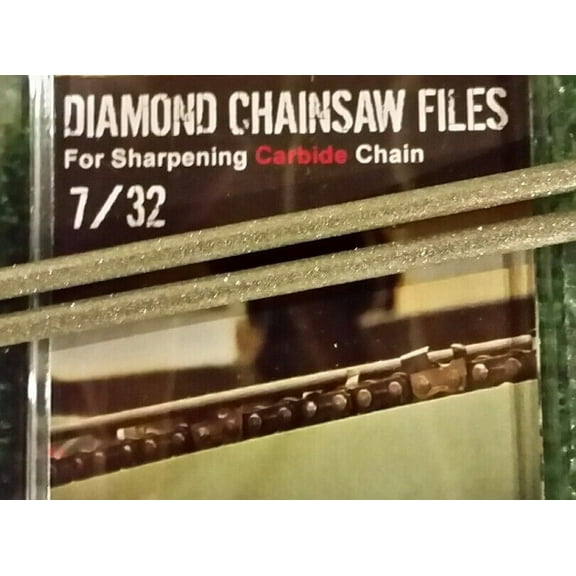 DIAMOND CHAINSAW FILES
For Sharpening Carbide Chain
7/32